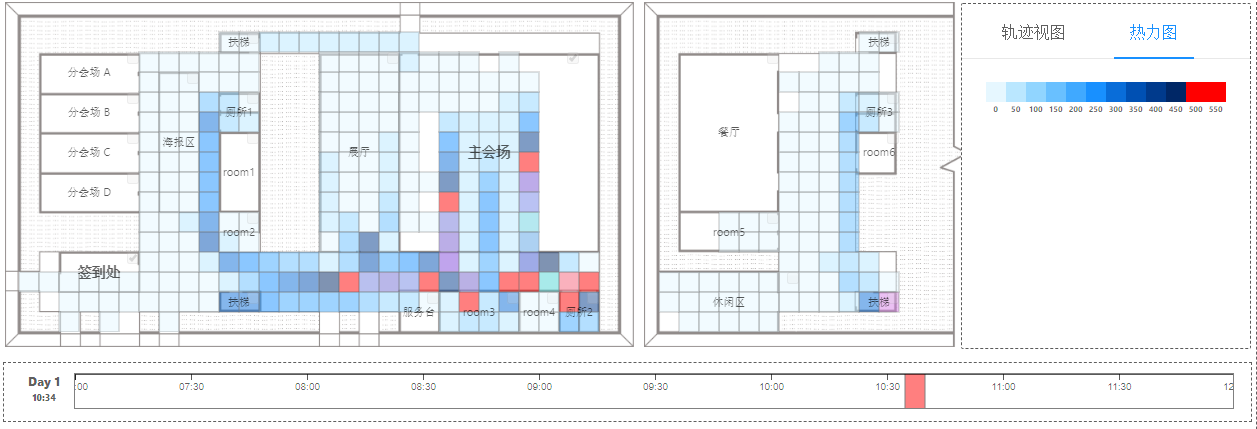 扶梯
分会场 A
分会场 B
分会场 C
分会场 D
海报区
厕所1
room1
room2
展厅
主会场
签到处
扶梯
服务台
room3
room4
厕所2
扶梯
餐厅
厕所3
room6
room5
休闲区
扶梯
轨迹视图
热力图
0 50 100 150 200 250 300 350 400 450 500 550
Day 1
10:34
:00 07:30 08:00 08:30 09:00 09:30 10:00 10:30 11:00 11:30 12